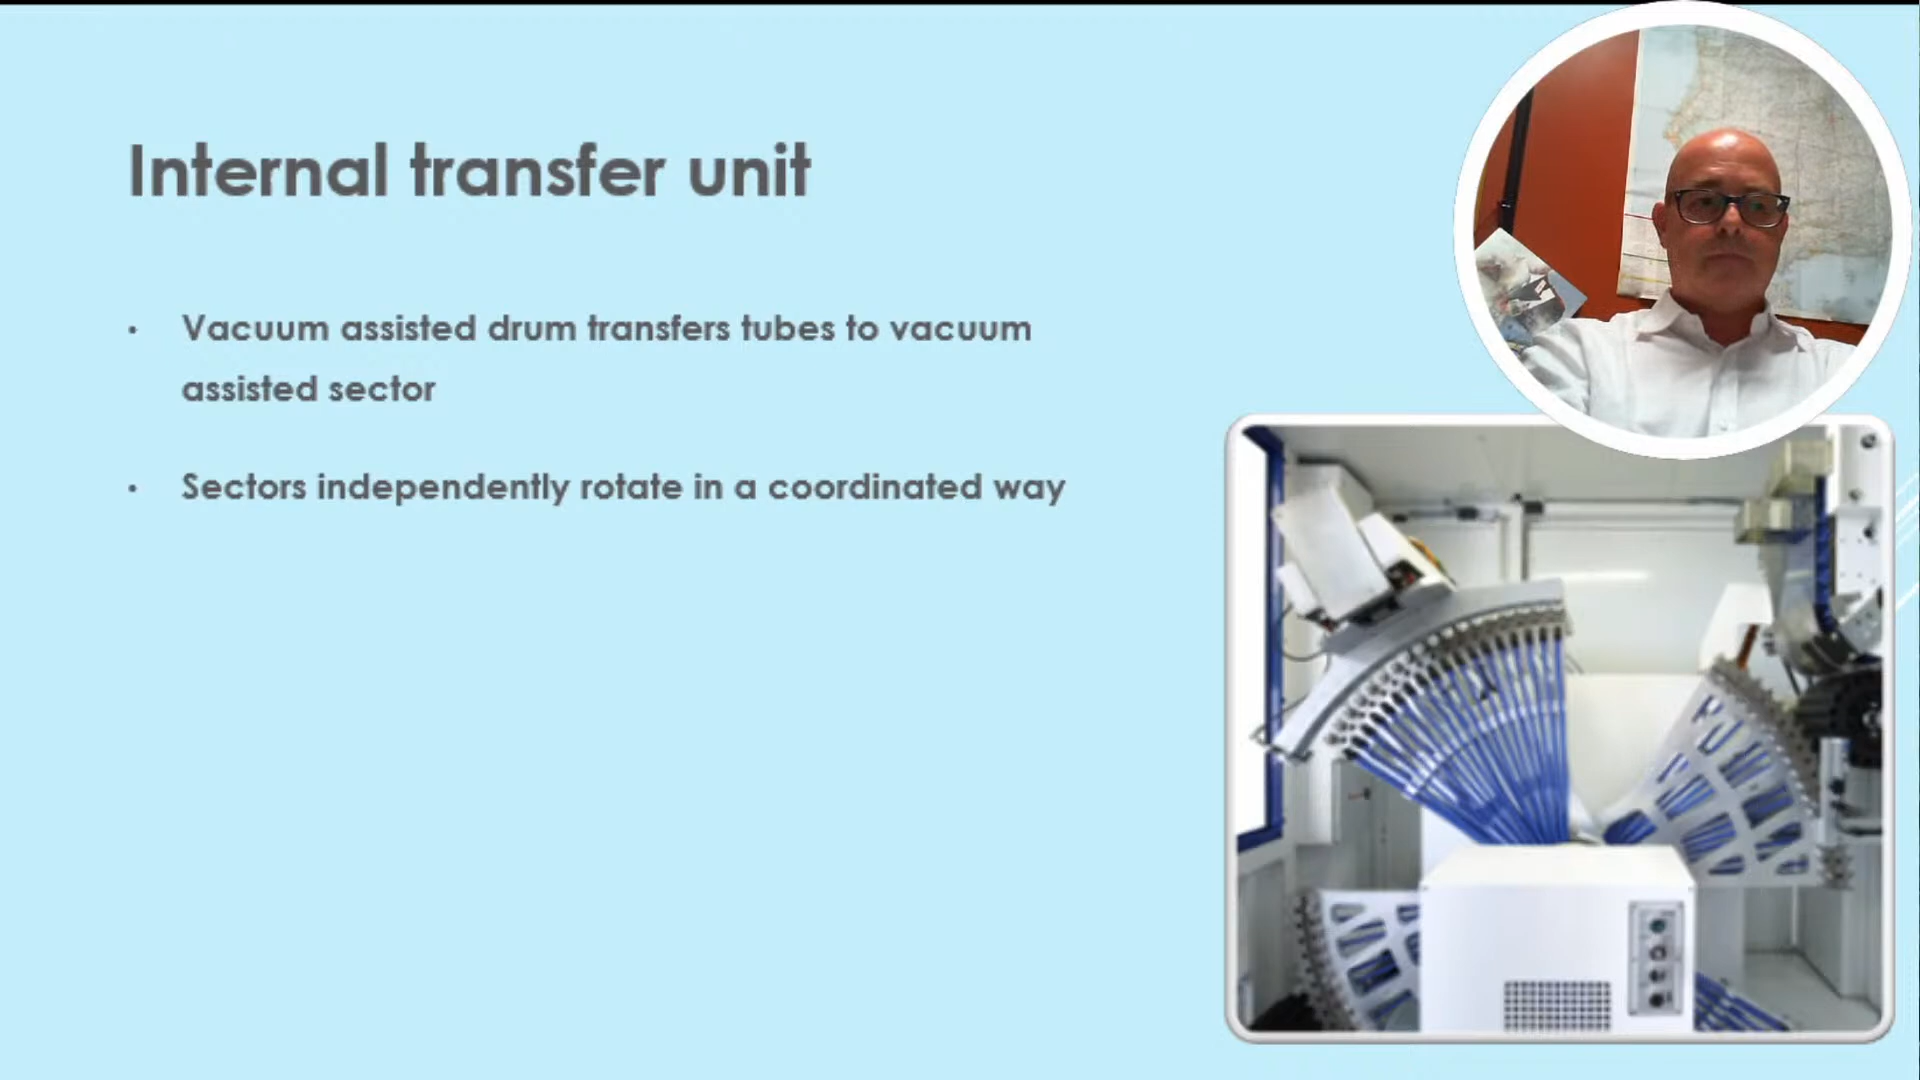 Internal transfer unit
• Vacuum assisted drum transfers tubes to vacuum
assisted sector
• Sectors independently rotate in a coordinated way